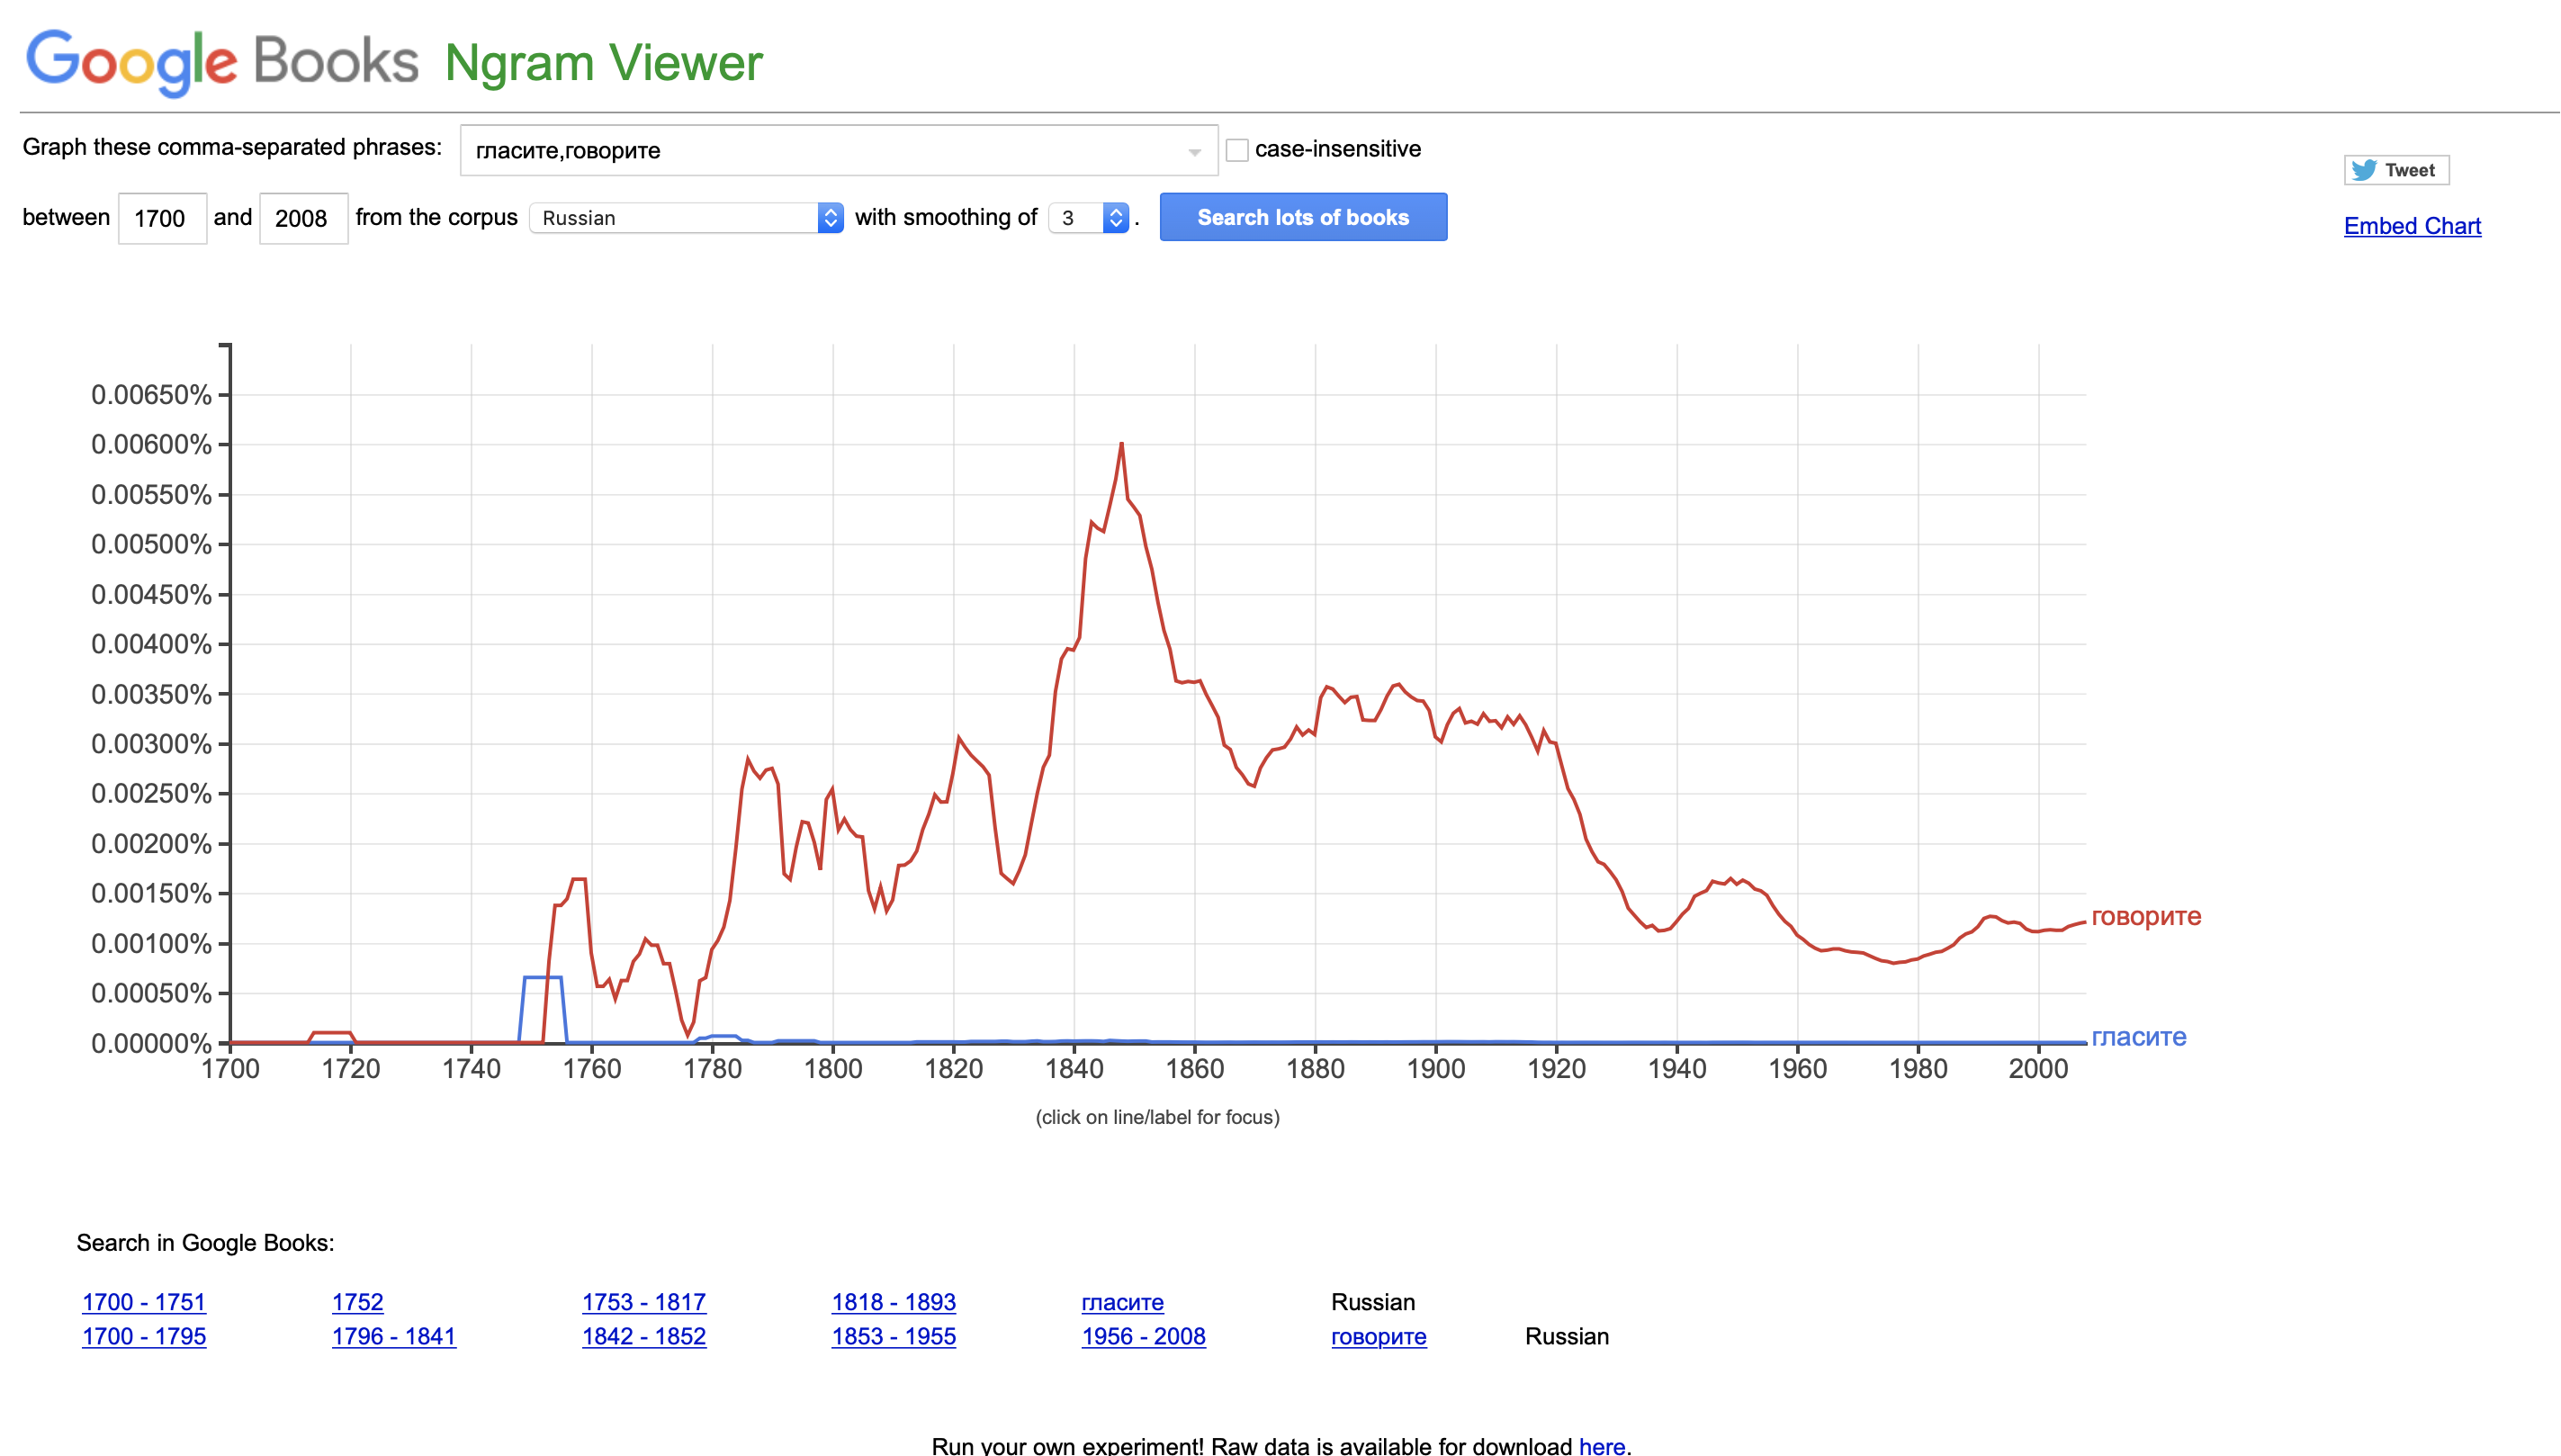 Google Books Ngram Viewer
Graph these comma-separated phrases: гласите,говорите case-insensitive
Tweet
between 1700 and 2008 from the corpus Russian with smoothing of 3 . Search lots of books
Embed Chart
0.00650%
0.00600%
0.00550%
0.00500%
0.00450%
0.00400%
0.00350%
0.00300%
0.00250%
0.00200%
0.00150%
0.00100%
0.00050%
0.00000%
говорите
гласите
1700 1720 1740 1760 1780 1800 1820 1840 1860 1880 1900 1920 1940 1960 1980 2000
(click on line/label for focus)
Search in Google Books:
1700 - 1751 1752 1753 - 1817 1818 - 1893 гласите Russian
1700 - 1795 1796 - 1841 1842 - 1852 1853 - 1955 1956 - 2008 говорите Russian
Run your own experiment! Raw data is available for download here.